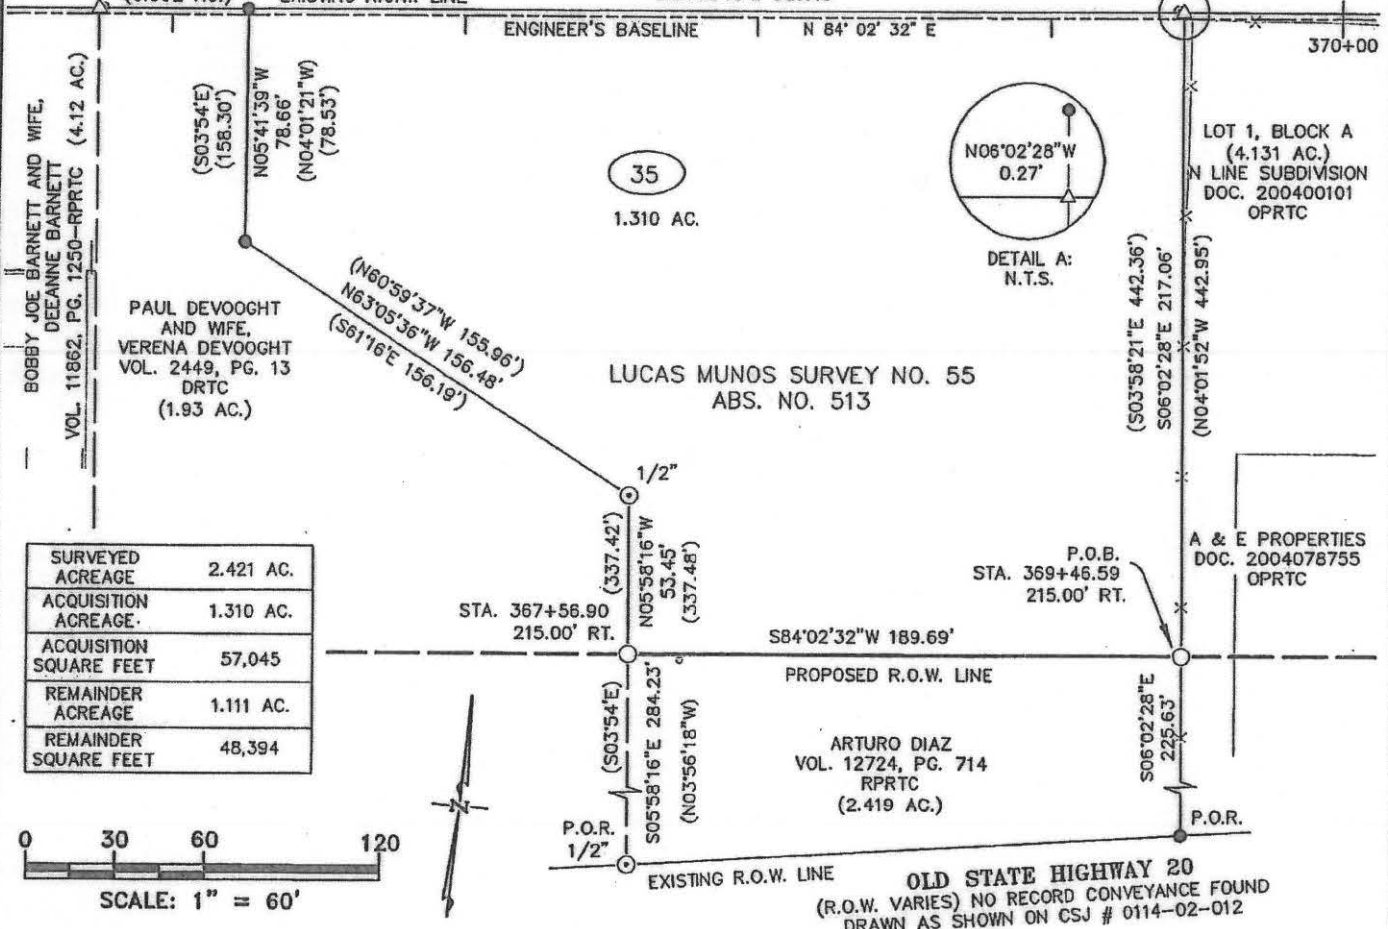 ENGINEER'S BASELINE
N 84° 02' 32" E
370+00
BOBBY JOE BARNETT AND WIFE,
DEEANNE BARNETT
VOL. 11862, PG. 1250-RPRTC (4.12 AC.)
(S03°54'E)
(158.30')
N05°41'39"W
78.66'
(N04°01'21"W)
(78.53')
35
1.310 AC.
N06°02'28"W
0.27'
DETAIL A:
N.T.S.
LOT 1, BLOCK A
(4.131 AC.)
N LINE SUBDIVISION
DOC. 200400101
OPRTC
(S03°58'21"E 442.36')
S06°02'28"E 217.06'
(N04°01'52"W 442.95')
PAUL DEVOOGHT
AND WIFE,
VERENA DEVOOGHT
VOL. 2449, PG. 13
DRTC
(1.93 AC.)
(N60°59'37"W 155.96')
N63°05'36"W 156.48'
(S61°16'E 156.19')
LUCAS MUNOS SURVEY NO. 55
ABS. NO. 513
1/2"
(337.42')
N05°58'16"W
53.45'
(337.48')
A & E PROPERTIES
DOC. 2004078755
OPRTC
P.O.B.
STA. 369+46.59
215.00' RT.
STA. 367+56.90
215.00' RT.
S84°02'32"W 189.69'
PROPOSED R.O.W. LINE
SURVEYED
ACREAGE
2.421 AC.
ACQUISITION
ACREAGE
1.310 AC.
ACQUISITION
SQUARE FEET
57,045
REMAINDER
ACREAGE
1.111 AC.
REMAINDER
SQUARE FEET
48,394
(S03°54'E)
S05°58'16"E 284.23'
(N03°56'18"W)
ARTURO DIAZ
VOL. 12724, PG. 714
RPRTC
(2.419 AC.)
S06°02'28"E
225.63'
N
P.O.R.
1/2"
P.O.R.
EXISTING R.O.W. LINE
OLD STATE HIGHWAY 20
(R.O.W. VARIES) NO RECORD CONVEYANCE FOUND
DRAWN AS SHOWN ON CSJ # 0114-02-012
0 30 60 120
SCALE: 1" = 60'